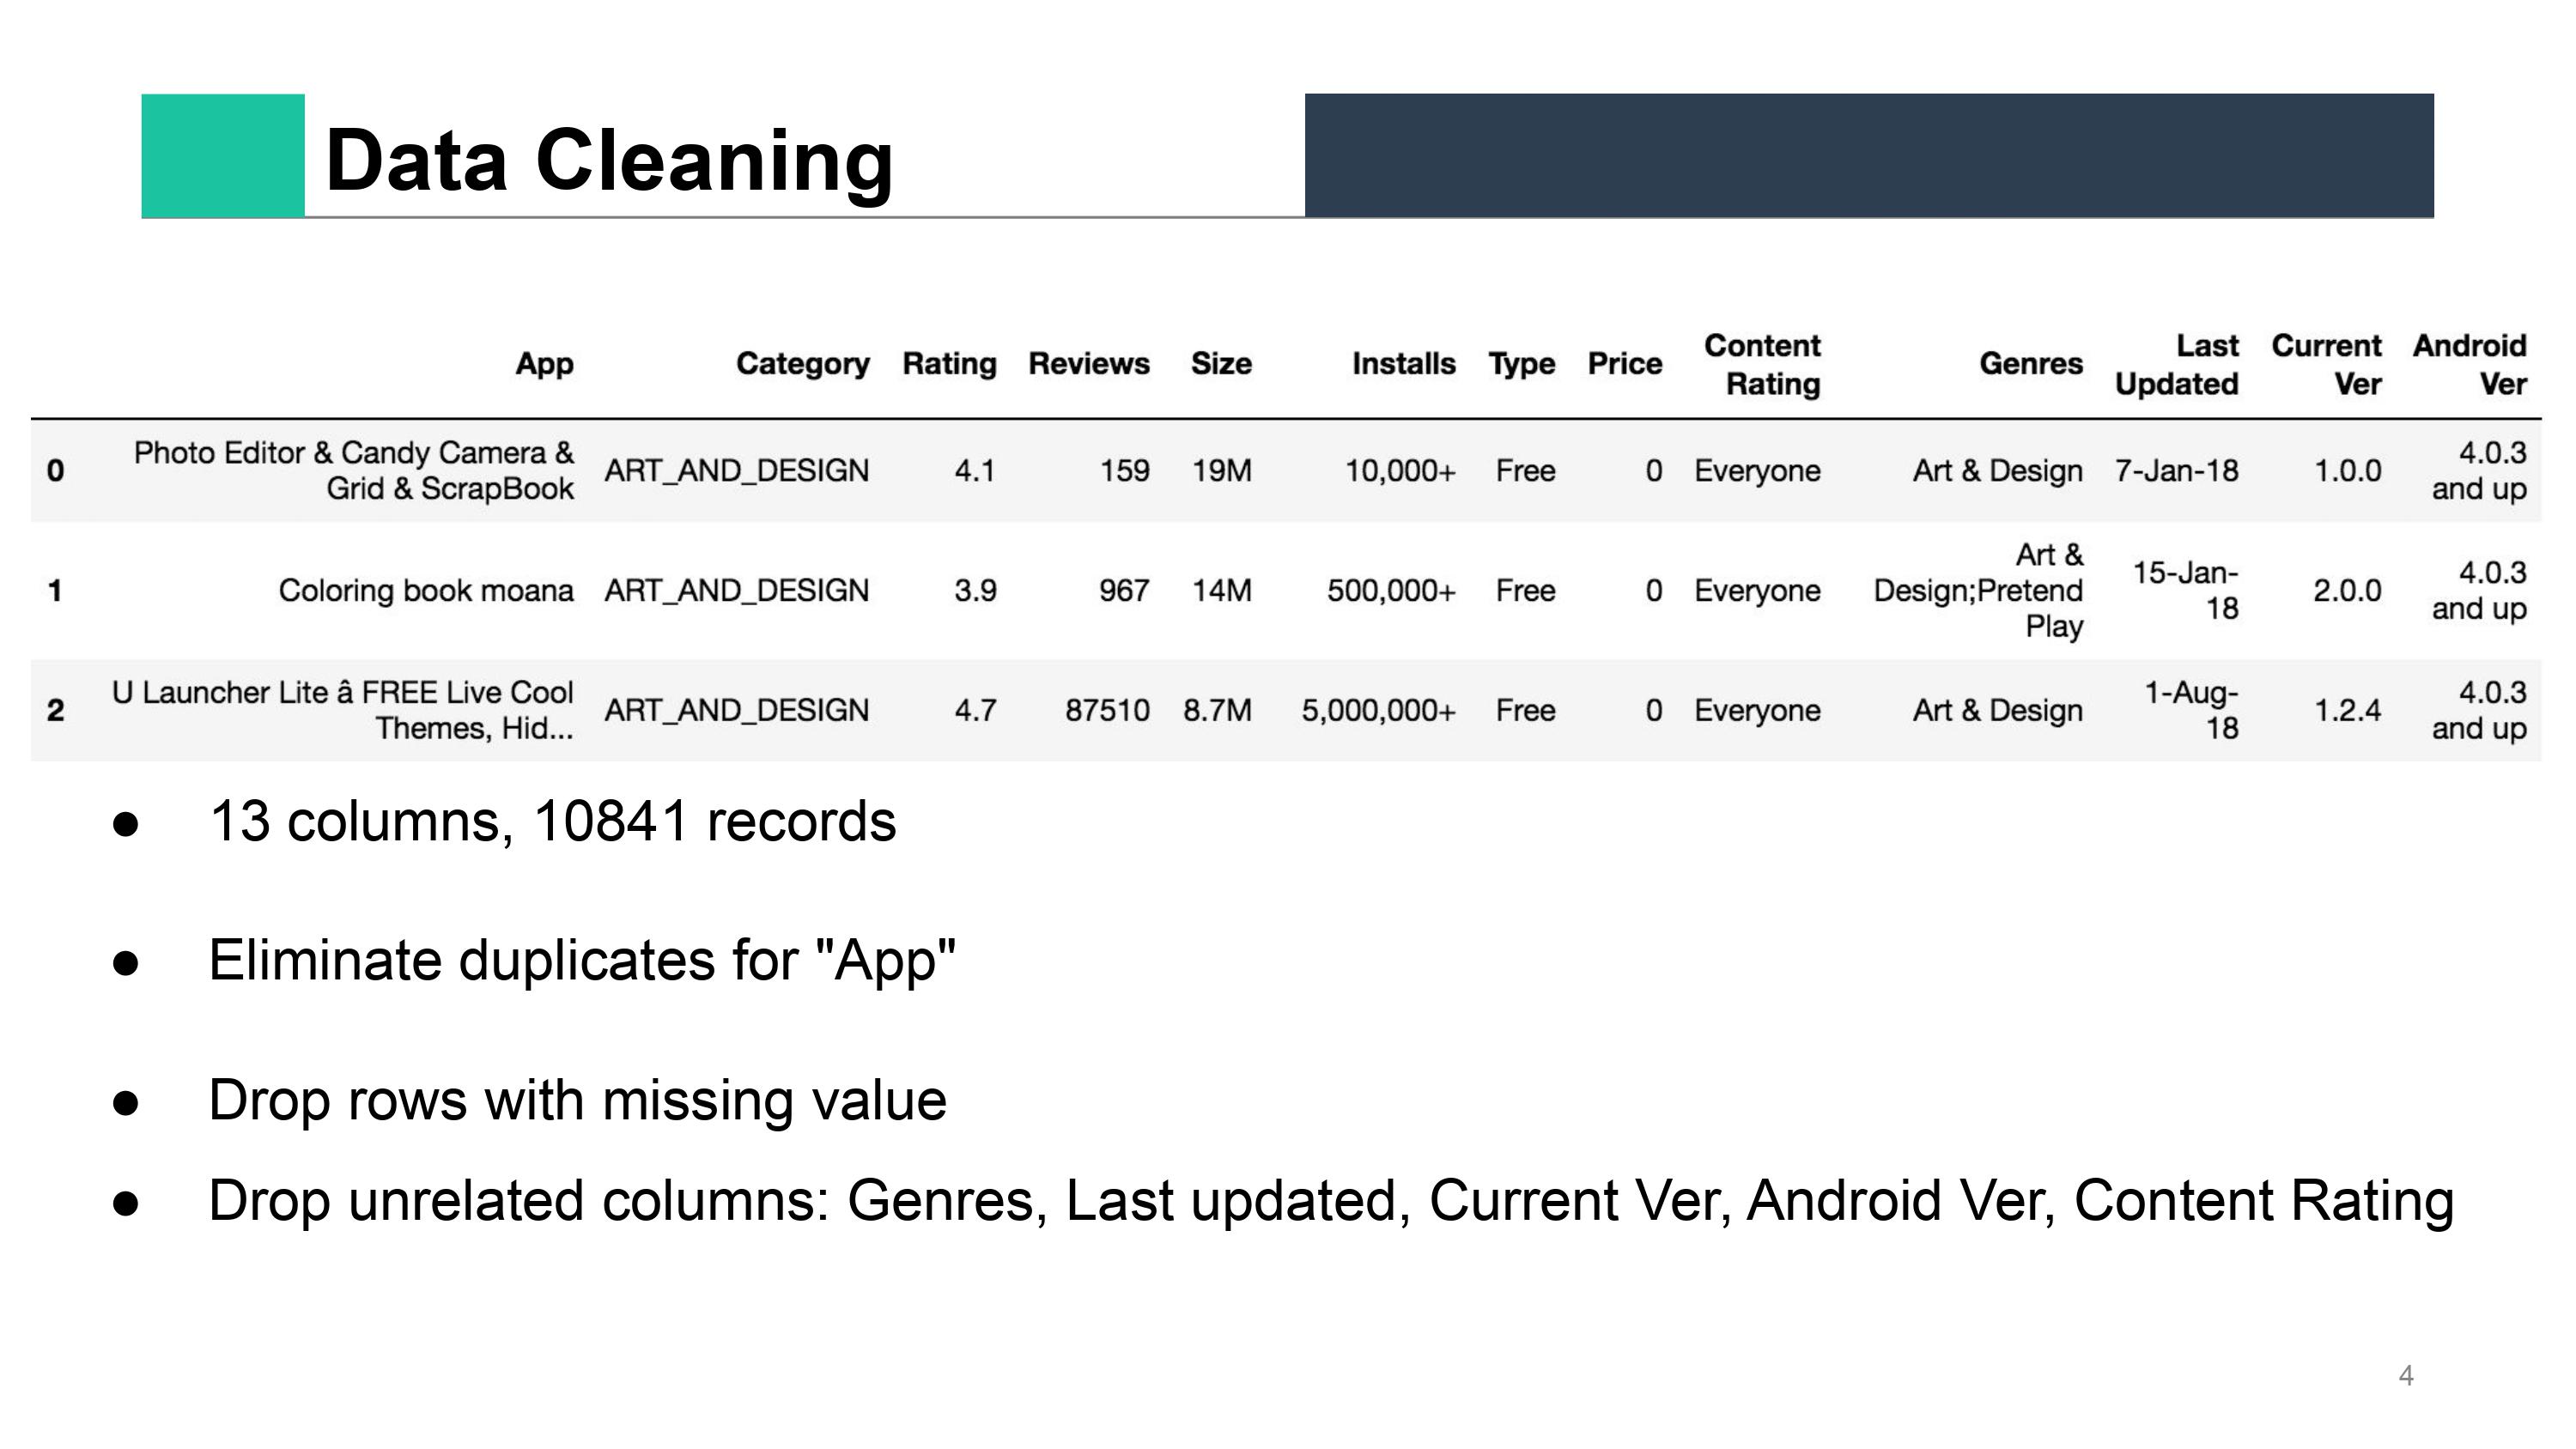 Data Cleaning
App Category Rating Reviews Size Installs Type Price Content Rating Genres Last Updated Current Ver Android Ver
0 Photo Editor & Candy Camera & Grid & ScrapBook ART_AND_DESIGN 4.1 159 19M 10,000+ Free 0 Everyone Art & Design 7-Jan-18 1.0.0 4.0.3 and up
1 Coloring book moana ART_AND_DESIGN 3.9 967 14M 500,000+ Free 0 Everyone Art & Design;Pretend Play 15-Jan-18 2.0.0 4.0.3 and up
2 U Launcher Lite â FREE Live Cool Themes, Hid... ART_AND_DESIGN 4.7 87510 8.7M 5,000,000+ Free 0 Everyone Art & Design 1-Aug-18 1.2.4 4.0.3 and up
● 13 columns, 10841 records
● Eliminate duplicates for "App"
● Drop rows with missing value
● Drop unrelated columns: Genres, Last updated, Current Ver, Android Ver, Content Rating
4